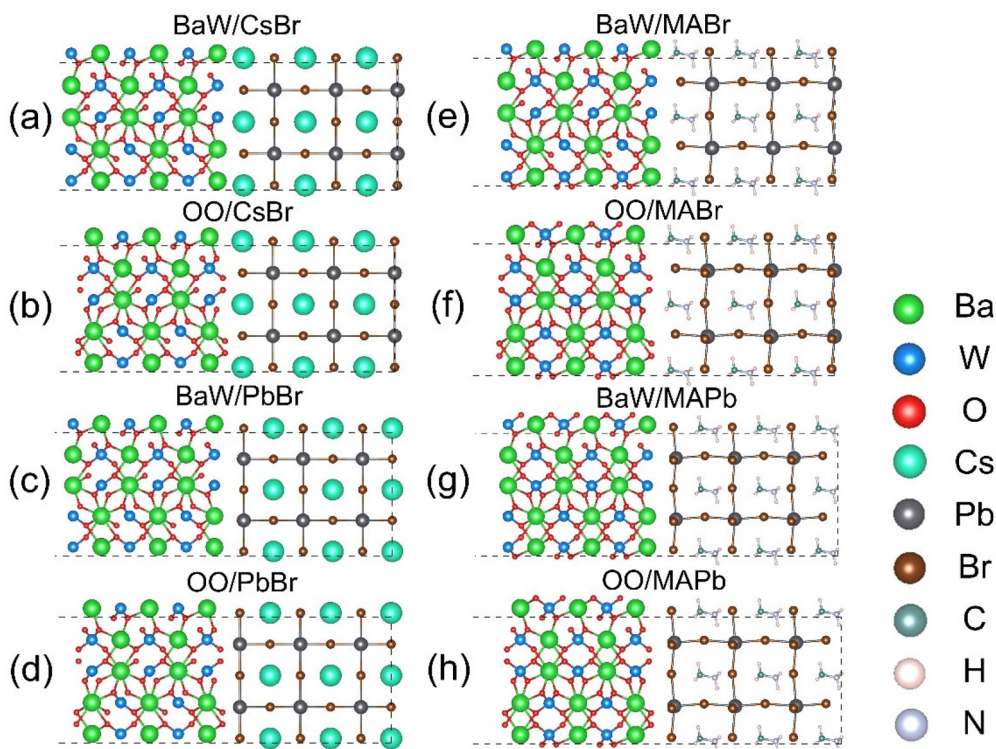 BaW/CsBr
(a)
OO/CsBr
(b)
BaW/PbBr
(c)
OO/PbBr
(d)
BaW/MABr
(e)
OO/MABr
(f)
BaW/MAPb
(g)
OO/MAPb
(h)
Ba
W
O
Cs
Pb
Br
C
H
N